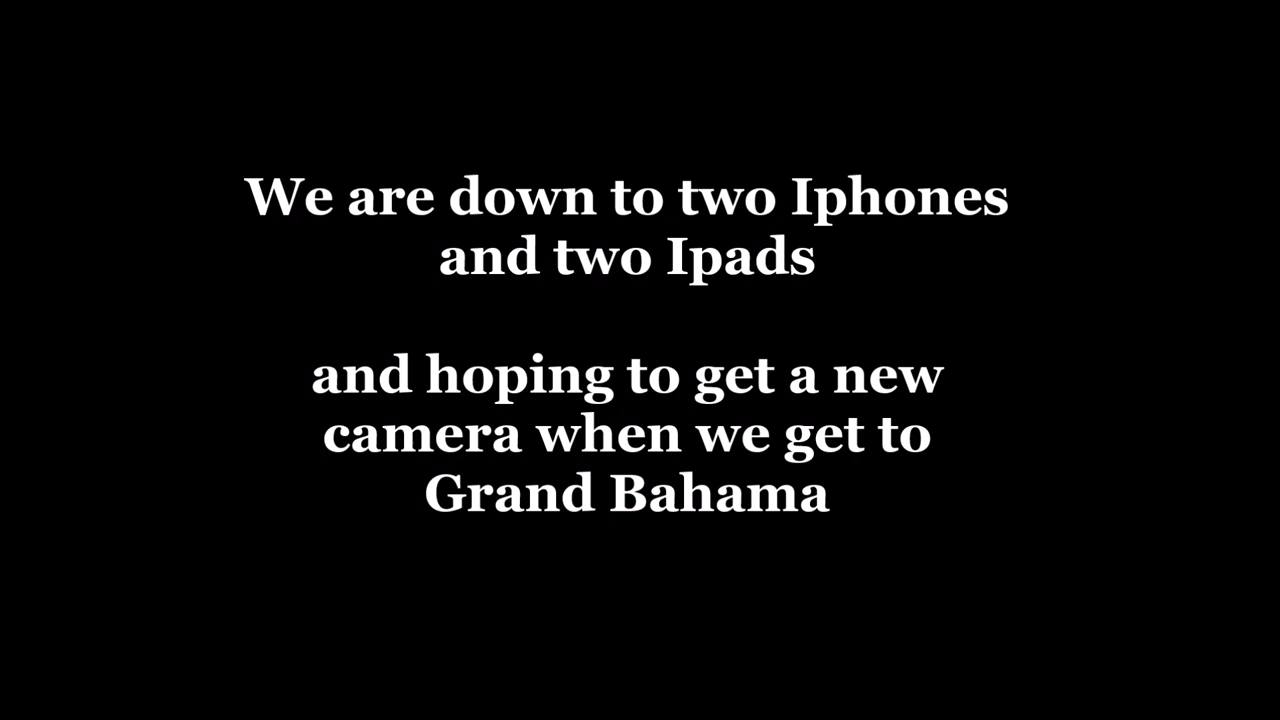 We are down to two Iphones
and two Ipads
and hoping to get a new
camera when we get to
Grand Bahama